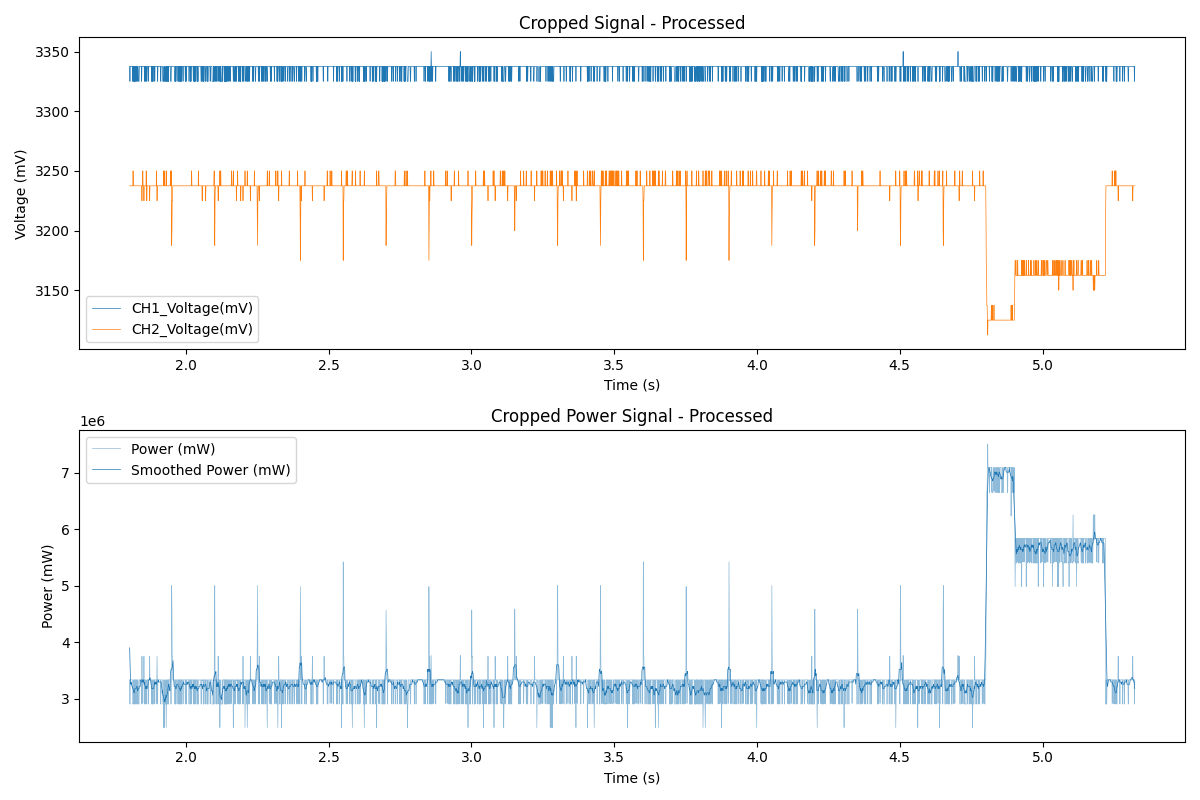 Cropped Signal - Processed
Voltage (mV)
3350
3300
3250
3200
3150
CH1_Voltage(mV)
CH2_Voltage(mV)
2.0 2.5 3.0 3.5 4.0 4.5 5.0
Time (s)
Cropped Power Signal - Processed
1e6
Power (mW)
7
6
5
4
3
Power (mW)
Smoothed Power (mW)
2.0 2.5 3.0 3.5 4.0 4.5 5.0
Time (s)